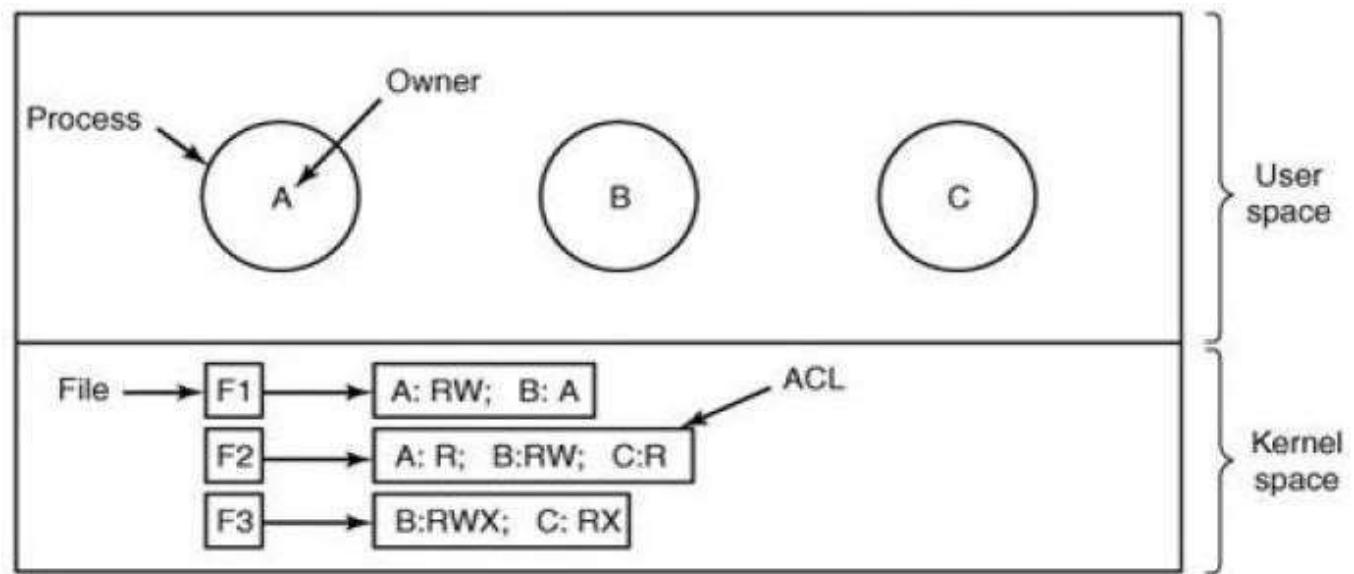 Owner
Process
A
B
C
User
space
File
F1
A: RW; B: A
ACL
F2
A: R; B:RW; C:R
F3
B:RWX; C: RX
Kernel
space